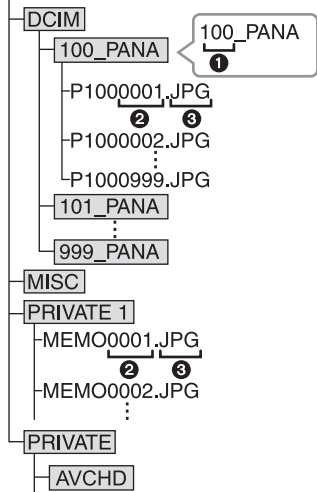 DCIM
100_PANA
100_PANA
❶
P1000001.JPG
❷ ❸
P1000002.JPG
P1000999.JPG
101_PANA
999_PANA
MISC
PRIVATE 1
MEMO0001.JPG
❷ ❸
MEMO0002.JPG
PRIVATE
AVCHD